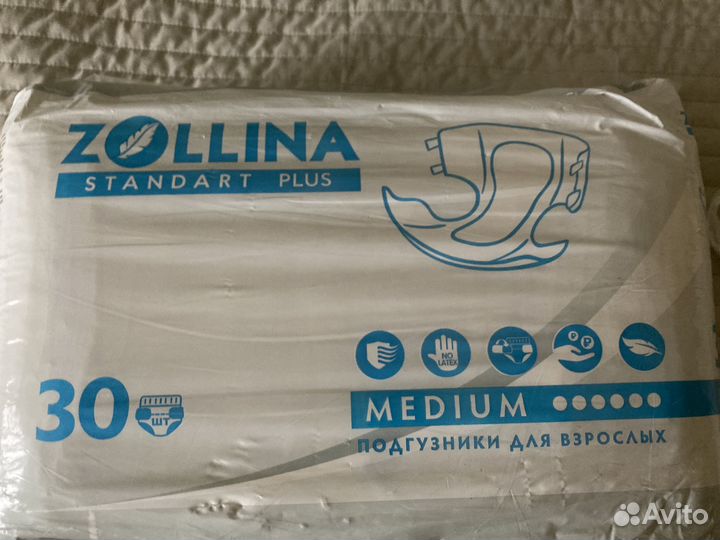 ZOLLINA
STANDART PLUS
NO LATEX
30 ШТ
MEDIUM
ПОДГУЗНИКИ ДЛЯ ВЗРОСЛЫХ
Avito